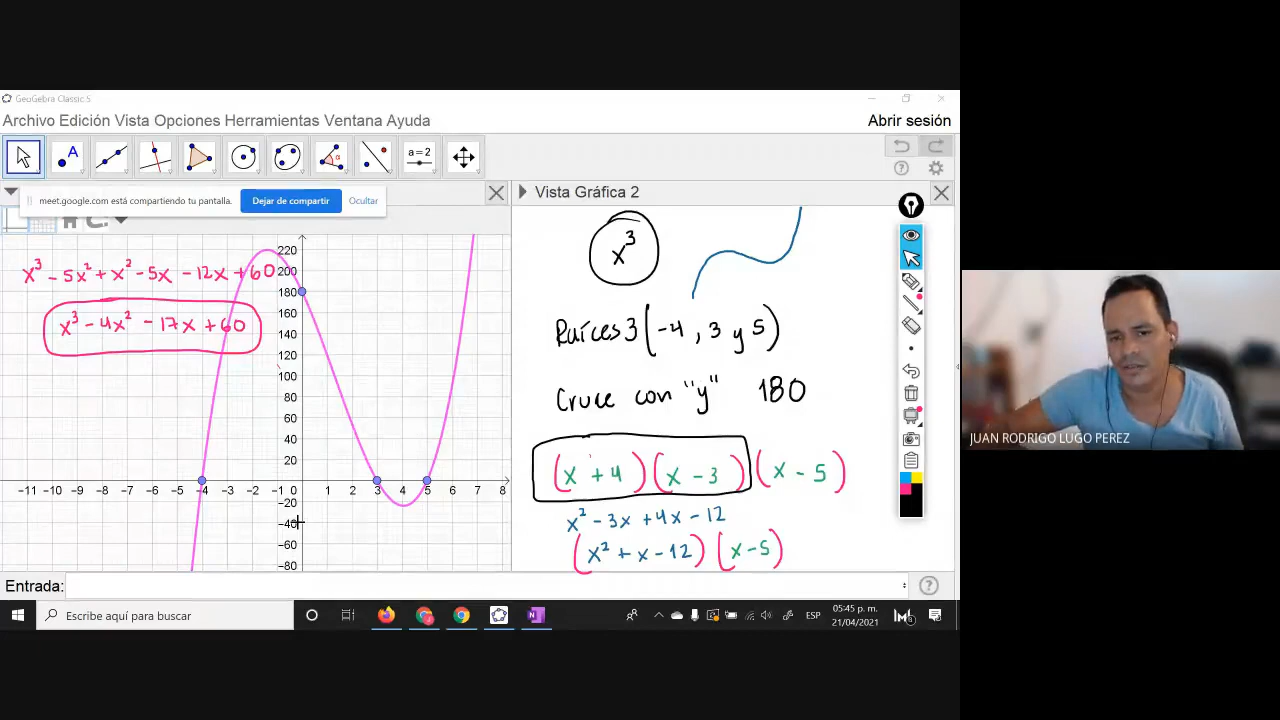 GeoGebra Classic 5
Archivo Edición Vista Opciones Herramientas Ventana Ayuda
Abrir sesión
A
α
a = 2
meet.google.com está compartiendo tu pantalla.
Dejar de compartir
Ocultar
Vista Gráfica 2
x³ - 5x² + x² - 5x - 12x + 60
x³ - 4x² - 17x + 60
220
200
180
160
140
120
100
80
60
40
20
-20
-40
-60
-80
-11 -10 -9 -8 -7 -6 -5 -4 -3 -2 -1 0 1 2 3 4 5 6 7 8
x³
Raíces 3 (-4, 3 y 5)
Cruce con "y" 180
(x + 4) (x - 3) (x - 5)
x² - 3x + 4x - 12
(x² + x - 12) (x - 5)
JUAN RODRIGO LUGO PEREZ
Entrada:
Escribe aquí para buscar
ESP
05:45 p. m.
21/04/2021